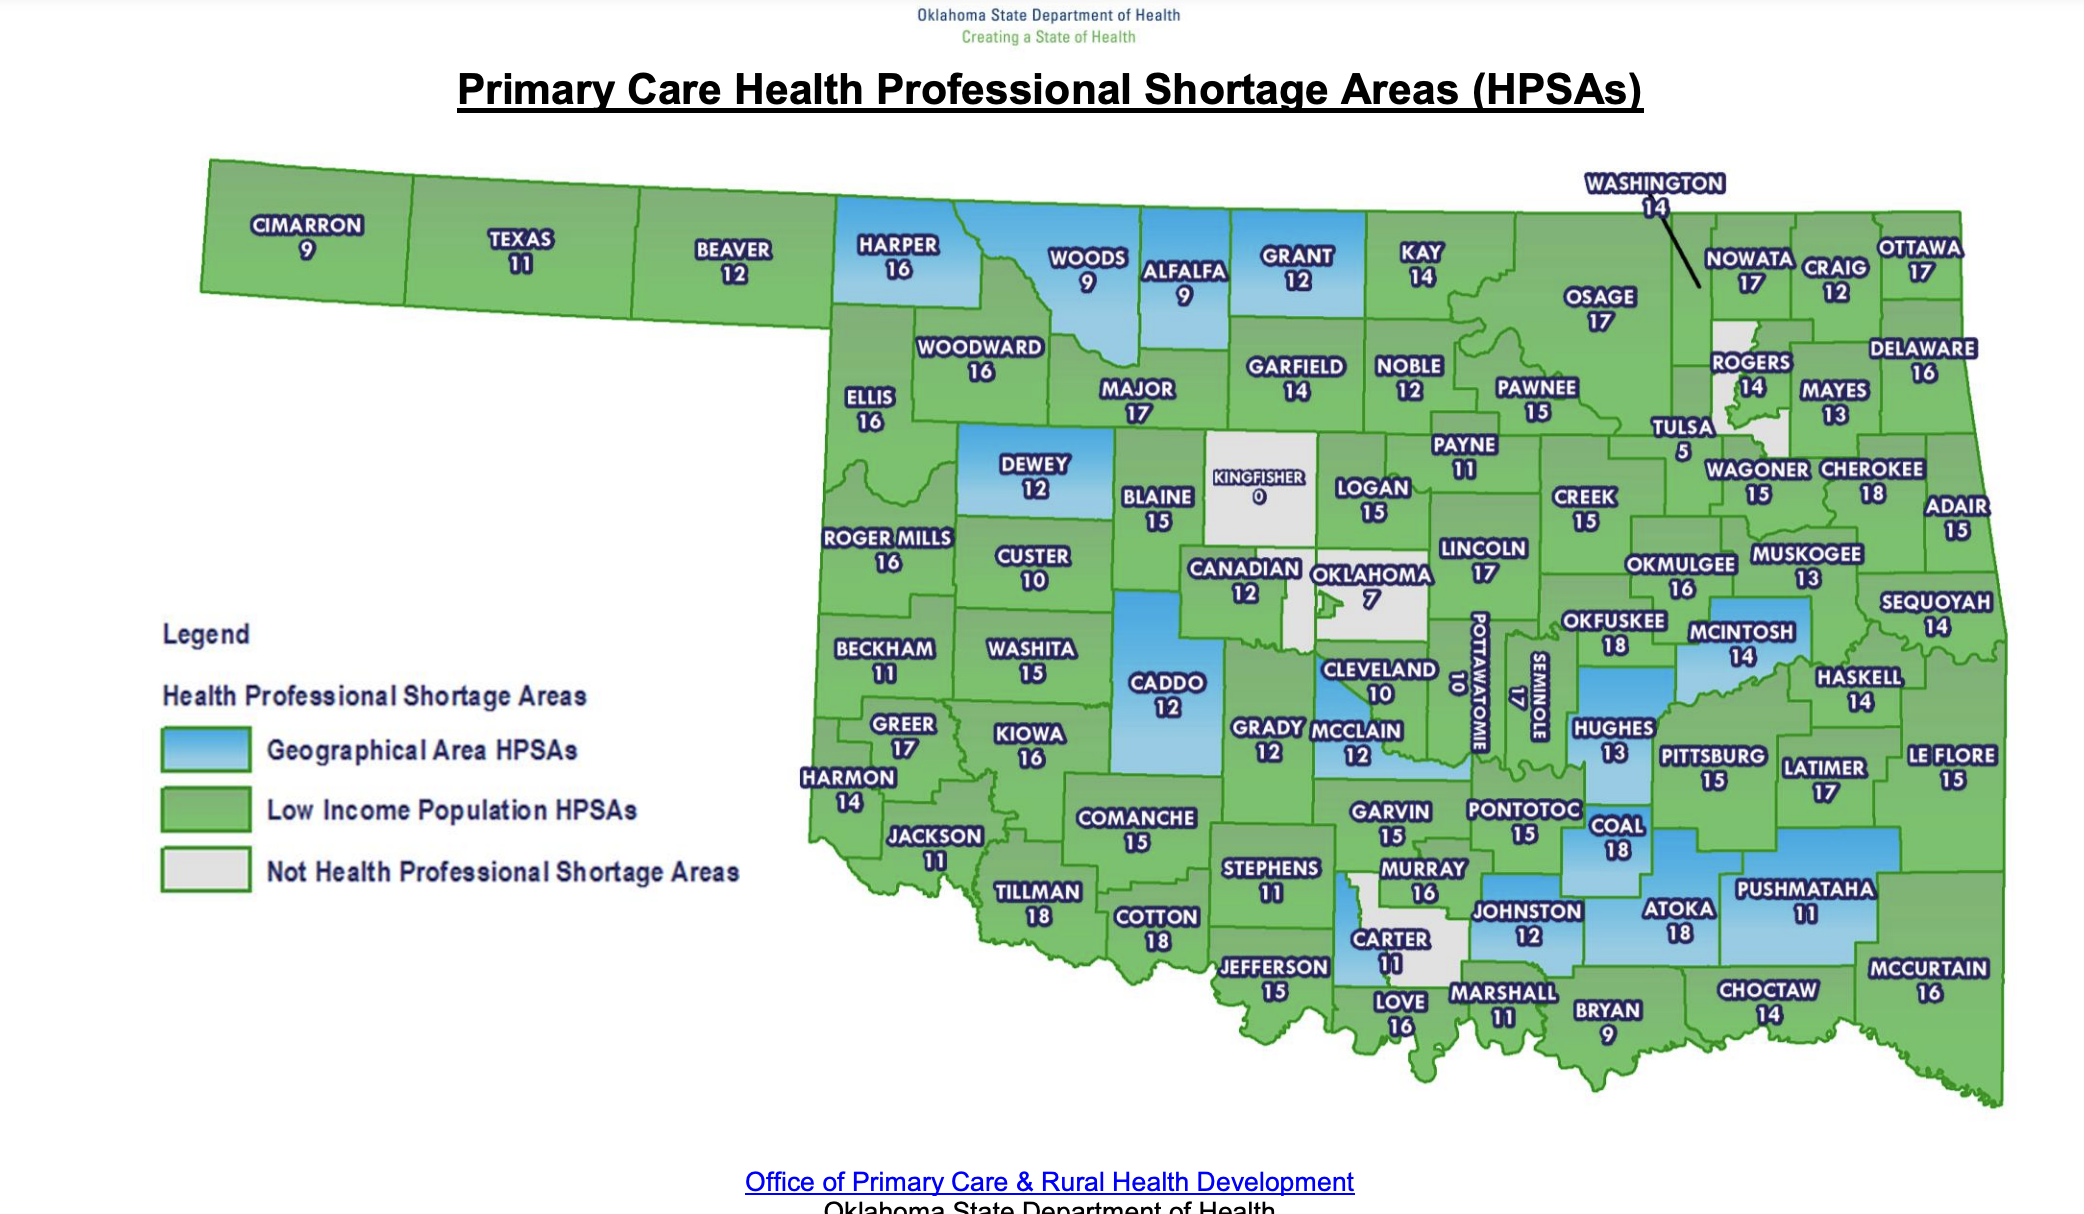 Oklahoma State Department of Health
Creating a State of Health
Primary Care Health Professional Shortage Areas (HPSAs)
WASHINGTON
14
CIMARRON
9
TEXAS
11
BEAVER
12
HARPER
16
WOODS
9
ALFALFA
9
GRANT
12
KAY
14
OSAGE
17
NOWATA
17
CRAIG
12
OTTAWA
17
WOODWARD
16
ELLIS
16
MAJOR
17
GARFIELD
14
NOBLE
12
PAWNEE
15
ROGERS
14
MAYES
13
DELAWARE
16
TULSA
5
DEWEY
12
BLAINE
15
KINGFISHER
0
LOGAN
15
PAYNE
11
CREEK
15
WAGONER
15
CHEROKEE
18
ADAIR
15
ROGER MILLS
16
CUSTER
10
CANADIAN
12
OKLAHOMA
7
LINCOLN
17
OKMULGEE
16
MUSKOGEE
13
SEQUOYAH
14
BECKHAM
11
WASHITA
15
CADDO
12
GRADY
12
CLEVELAND
10
MCCLAIN
12
POTTAWATOMIE
10
SEMINOLE
17
OKFUSKEE
18
MCINTOSH
14
HASKELL
14
HUGHES
13
PITTSBURG
15
LATIMER
17
LE FLORE
15
GREER
17
KIOWA
16
HARMON
14
JACKSON
11
COMANCHE
15
GARVIN
15
PONTOTOC
15
COAL
18
STEPHENS
11
MURRAY
16
TILLMAN
18
COTTON
18
CARTER
11
JOHNSTON
12
ATOKA
18
PUSHMATAHA
11
JEFFERSON
15
LOVE
16
MARSHALL
11
BRYAN
9
CHOCTAW
14
MCCURTAIN
16
Legend
Health Professional Shortage Areas
Geographical Area HPSAs
Low Income Population HPSAs
Not Health Professional Shortage Areas
Office of Primary Care & Rural Health Development
Oklahoma State Department of Health